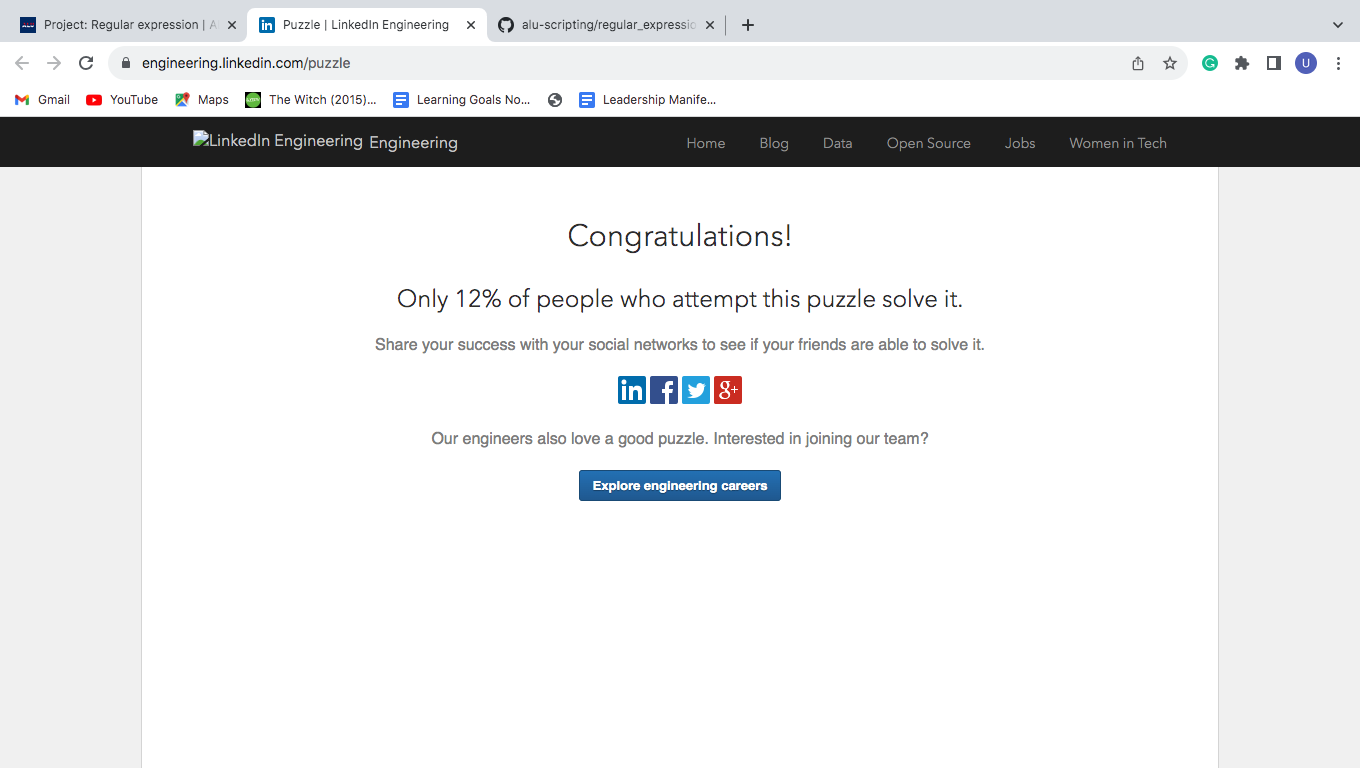 Project: Regular expression | A
Puzzle | LinkedIn Engineering
alu-scripting/regular_expressio
engineering.linkedin.com/puzzle
U
Gmail
YouTube
Maps
The Witch (2015)...
Learning Goals No...
Leadership Manife...
LinkedIn Engineering Engineering
Home
Blog
Data
Open Source
Jobs
Women in Tech
Congratulations!
Only 12% of people who attempt this puzzle solve it.
Share your success with your social networks to see if your friends are able to solve it.
in f g+
Our engineers also love a good puzzle. Interested in joining our team?
Explore engineering careers